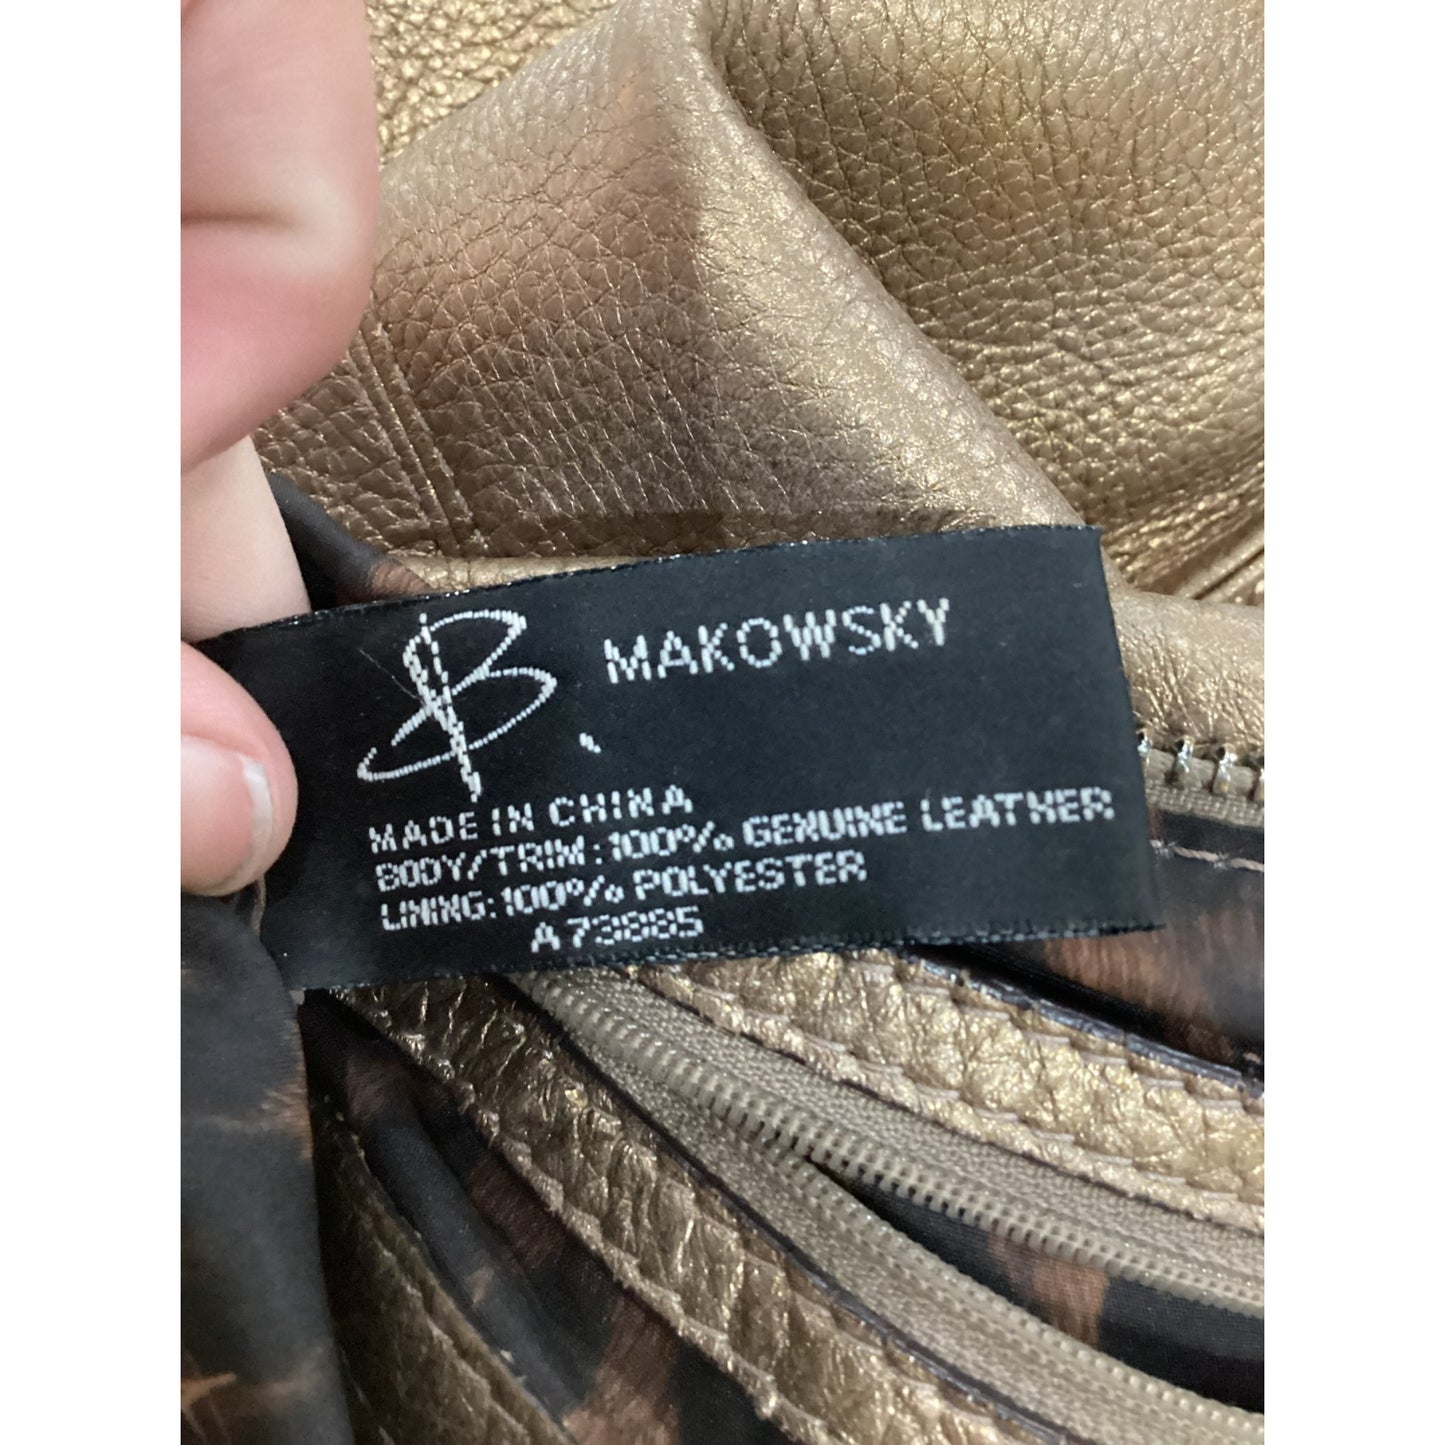 B. MAKOWSKY
MADE IN CHINA
BODY/TRIM:100% GENUINE LEATHER
LINING:100% POLYESTER
A73885